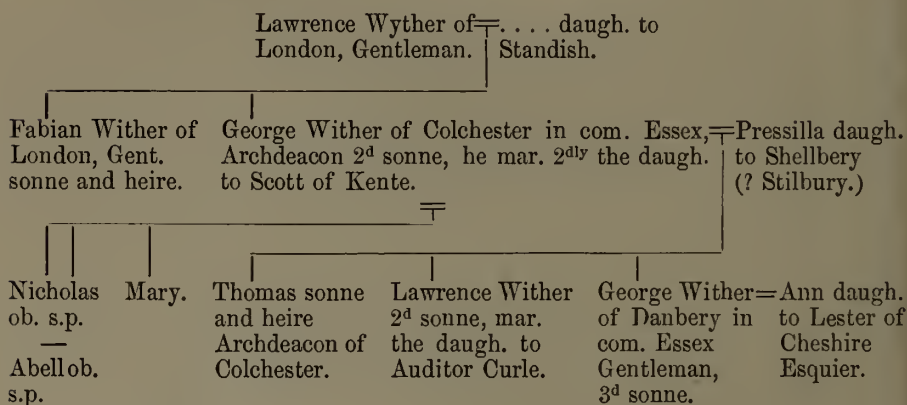 Lawrence Wyther of
London, Gentleman.
. . . . daugh. to
Standish.
Fabian Wither of
London, Gent.
sonne and heire.
George Wither of Colchester in com. Essex,
Archdeacon 2d sonne, he mar. 2dly the daugh.
to Scott of Kente.
Pressilla daugh.
to Shellbery
(? Stilbury.)
Nicholas
ob. s.p.
—
Abell ob.
s.p.
Mary.
Thomas sonne
and heire
Archdeacon of
Colchester.
Lawrence Wither
2d sonne, mar.
the daugh. to
Auditor Curle.
George Wither
of Danbery in
com. Essex
Gentleman,
3d sonne.
Ann daugh.
to Lester of
Cheshire
Esquier.